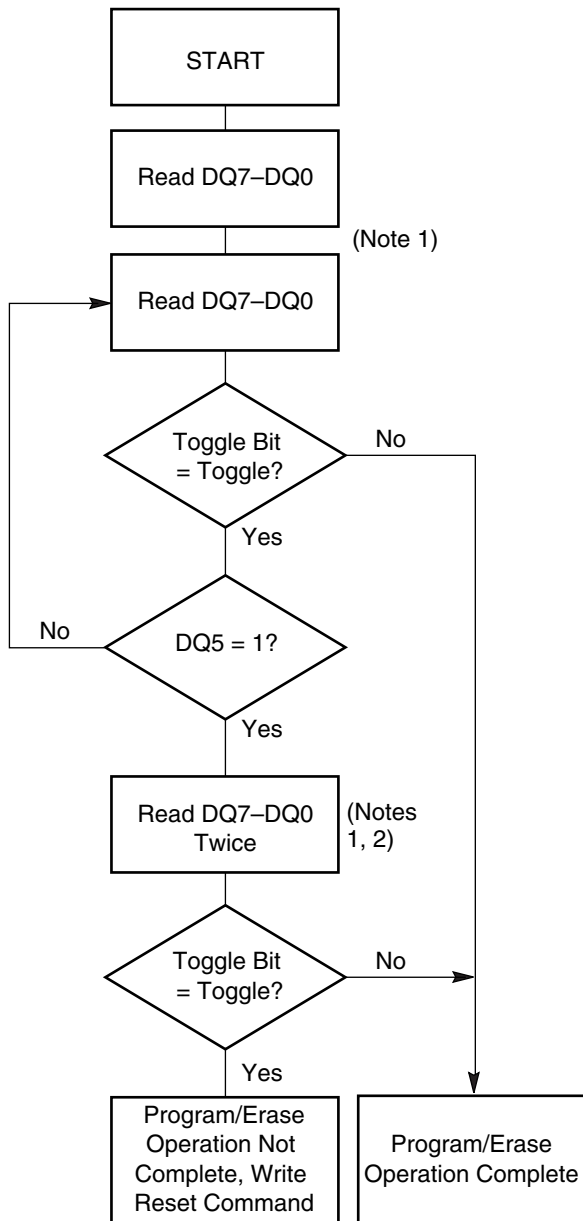 START
Read DQ7–DQ0
(Note 1)
Read DQ7–DQ0
Toggle Bit
= Toggle?
No
Yes
DQ5 = 1?
No
Yes
Read DQ7–DQ0
Twice
(Notes
1, 2)
Toggle Bit
= Toggle?
No
Yes
Program/Erase
Operation Not
Complete, Write
Reset Command
Program/Erase
Operation Complete